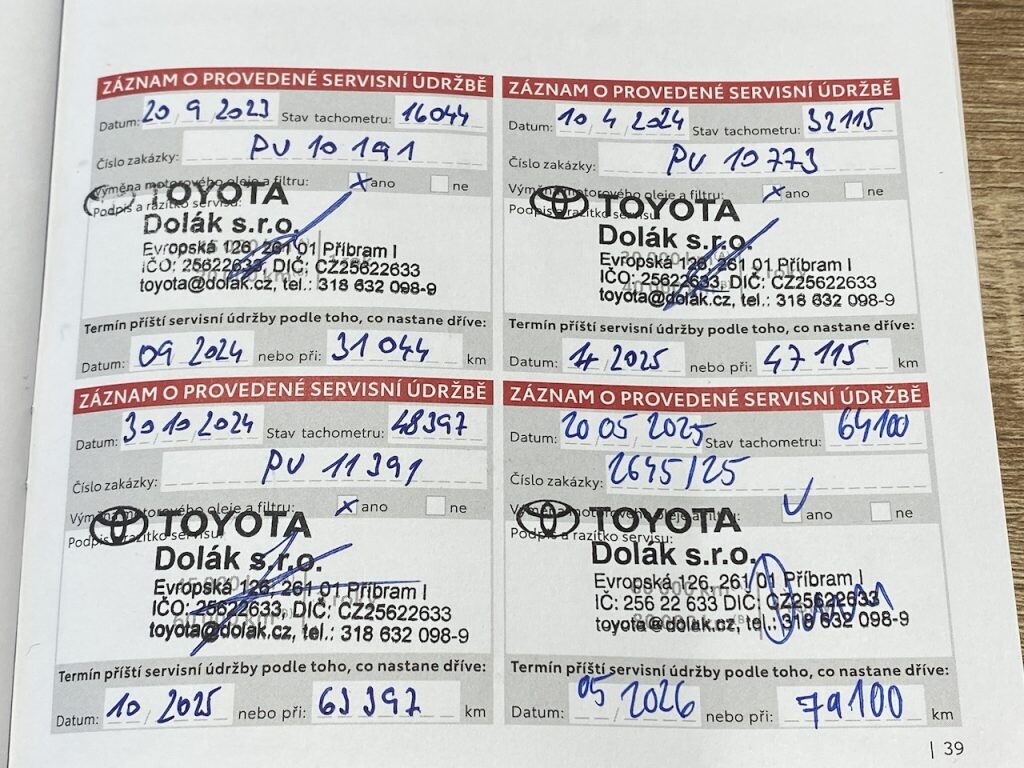 ZÁZNAM O PROVEDENÉ SERVISNÍ ÚDRŽBĚ
Datum: 20 / 9 / 2023 Stav tachometru: 16044
Číslo zakázky: PV 10 191
Výměna motorového oleje a filtru: x ano ne
Podpis a razítko servisu:
TOYOTA
Dolák s.r.o.
Evropská 126, 261 01 Příbram I
IČO: 25622633, DIČ: CZ25622633
toyota@dolak.cz, tel.: 318 632 098-9
Termín příští servisní údržby podle toho, co nastane dříve:
Datum: 09 / 2024 nebo při: 31 044 km
ZÁZNAM O PROVEDENÉ SERVISNÍ ÚDRŽBĚ
Datum: 10 / 4 / 2024 Stav tachometru: 32115
Číslo zakázky: PV 10 773
Výměna motorového oleje a filtru: x ano ne
Podpis a razítko servisu:
TOYOTA
Dolák s.r.o.
Evropská 126, 261 01 Příbram I
IČO: 25622633, DIČ: CZ25622633
toyota@dolak.cz, tel.: 318 632 098-9
Termín příští servisní údržby podle toho, co nastane dříve:
Datum: 4 / 2025 nebo při: 47 115 km
ZÁZNAM O PROVEDENÉ SERVISNÍ ÚDRŽBĚ
Datum: 30 / 10 / 2024 Stav tachometru: 48397
Číslo zakázky: PV 11 391
Výměna motorového oleje a filtru: x ano ne
Podpis a razítko servisu:
TOYOTA
Dolák s.r.o.
Evropská 126, 261 01 Příbram I
IČO: 25622633, DIČ: CZ25622633
toyota@dolak.cz, tel.: 318 632 098-9
Termín příští servisní údržby podle toho, co nastane dříve:
Datum: 10 / 2025 nebo při: 63 397 km
ZÁZNAM O PROVEDENÉ SERVISNÍ ÚDRŽBĚ
Datum: 20 / 05 / 2025 Stav tachometru: 64100
Číslo zakázky: 2645/25
Výměna motorového oleje a filtru: ✓ ano ne
Podpis a razítko servisu:
TOYOTA
Dolák s.r.o.
Evropská 126, 261 01 Příbram I
IČ: 256 22 633 DIČ: CZ25622633
toyota@dolak.cz, tel.: 318 632 098-9
Termín příští servisní údržby podle toho, co nastane dříve:
Datum: 05 / 2026 nebo při: 79100 km
| 39